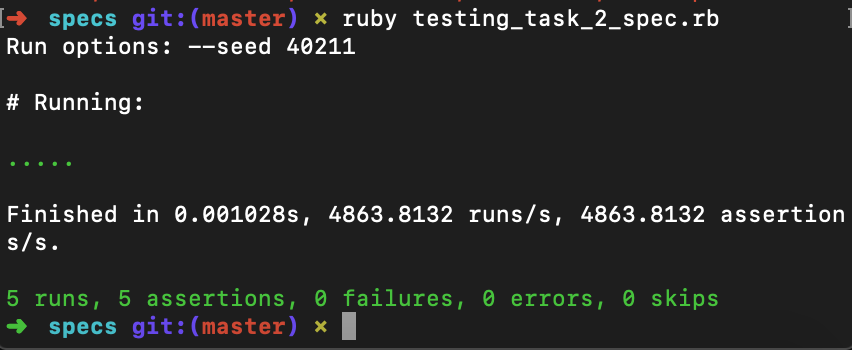 ➜ specs git:(master) × ruby testing_task_2_spec.rb
Run options: --seed 40211
# Running:
.....
Finished in 0.001028s, 4863.8132 runs/s, 4863.8132 assertion
s/s.
5 runs, 5 assertions, 0 failures, 0 errors, 0 skips
➜ specs git:(master) ×